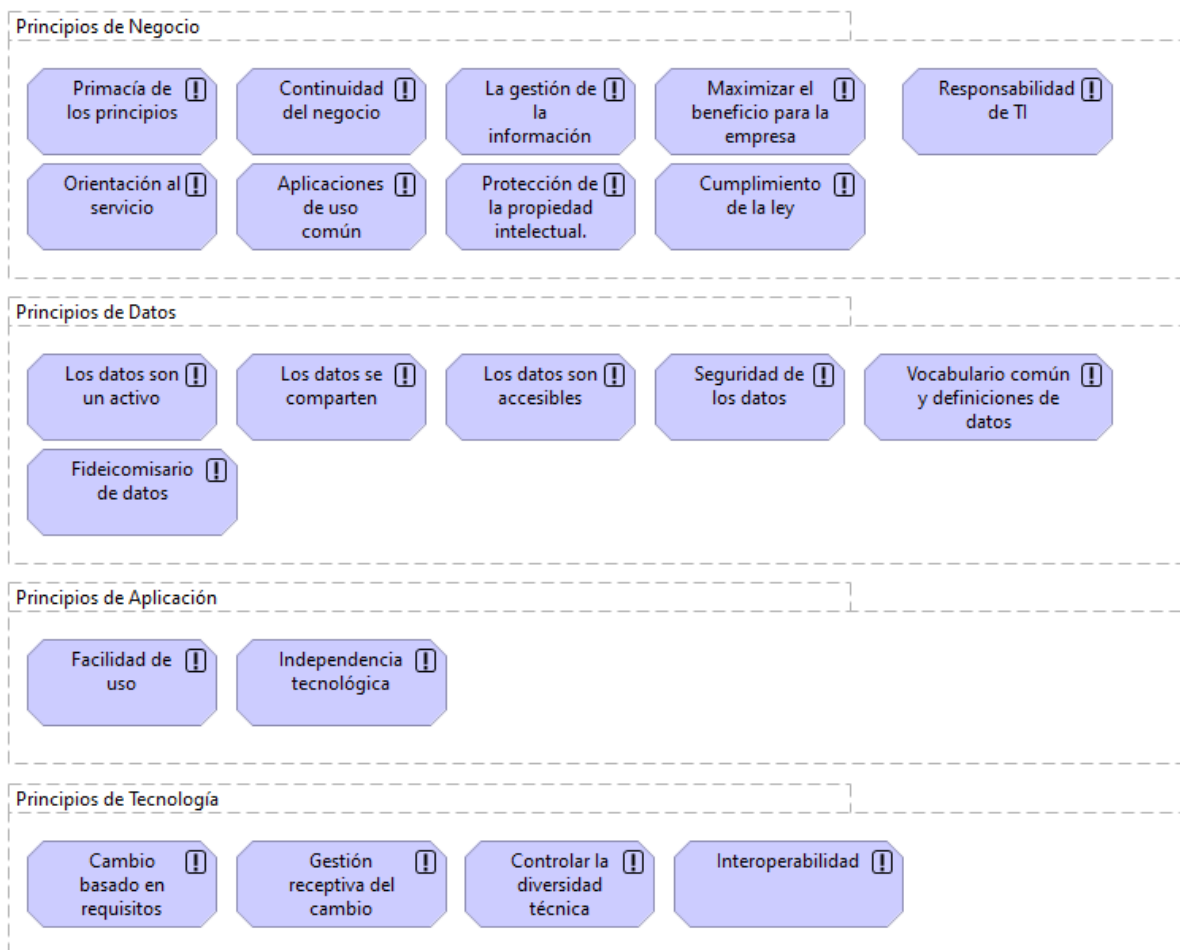 Principios de Negocio
Primacía de
los principios
Continuidad
del negocio
La gestión de
la
información
Maximizar el
beneficio para la
empresa
Responsabilidad
de TI
Orientación al
servicio
Aplicaciones
de uso
común
Protección de
la propiedad
intelectual.
Cumplimiento
de la ley
Principios de Datos
Los datos son
un activo
Los datos se
comparten
Los datos son
accesibles
Seguridad de
los datos
Vocabulario común
y definiciones de
datos
Fideicomisario
de datos
Principios de Aplicación
Facilidad de
uso
Independencia
tecnológica
Principios de Tecnología
Cambio
basado en
requisitos
Gestión
receptiva del
cambio
Controlar la
diversidad
técnica
Interoperabilidad